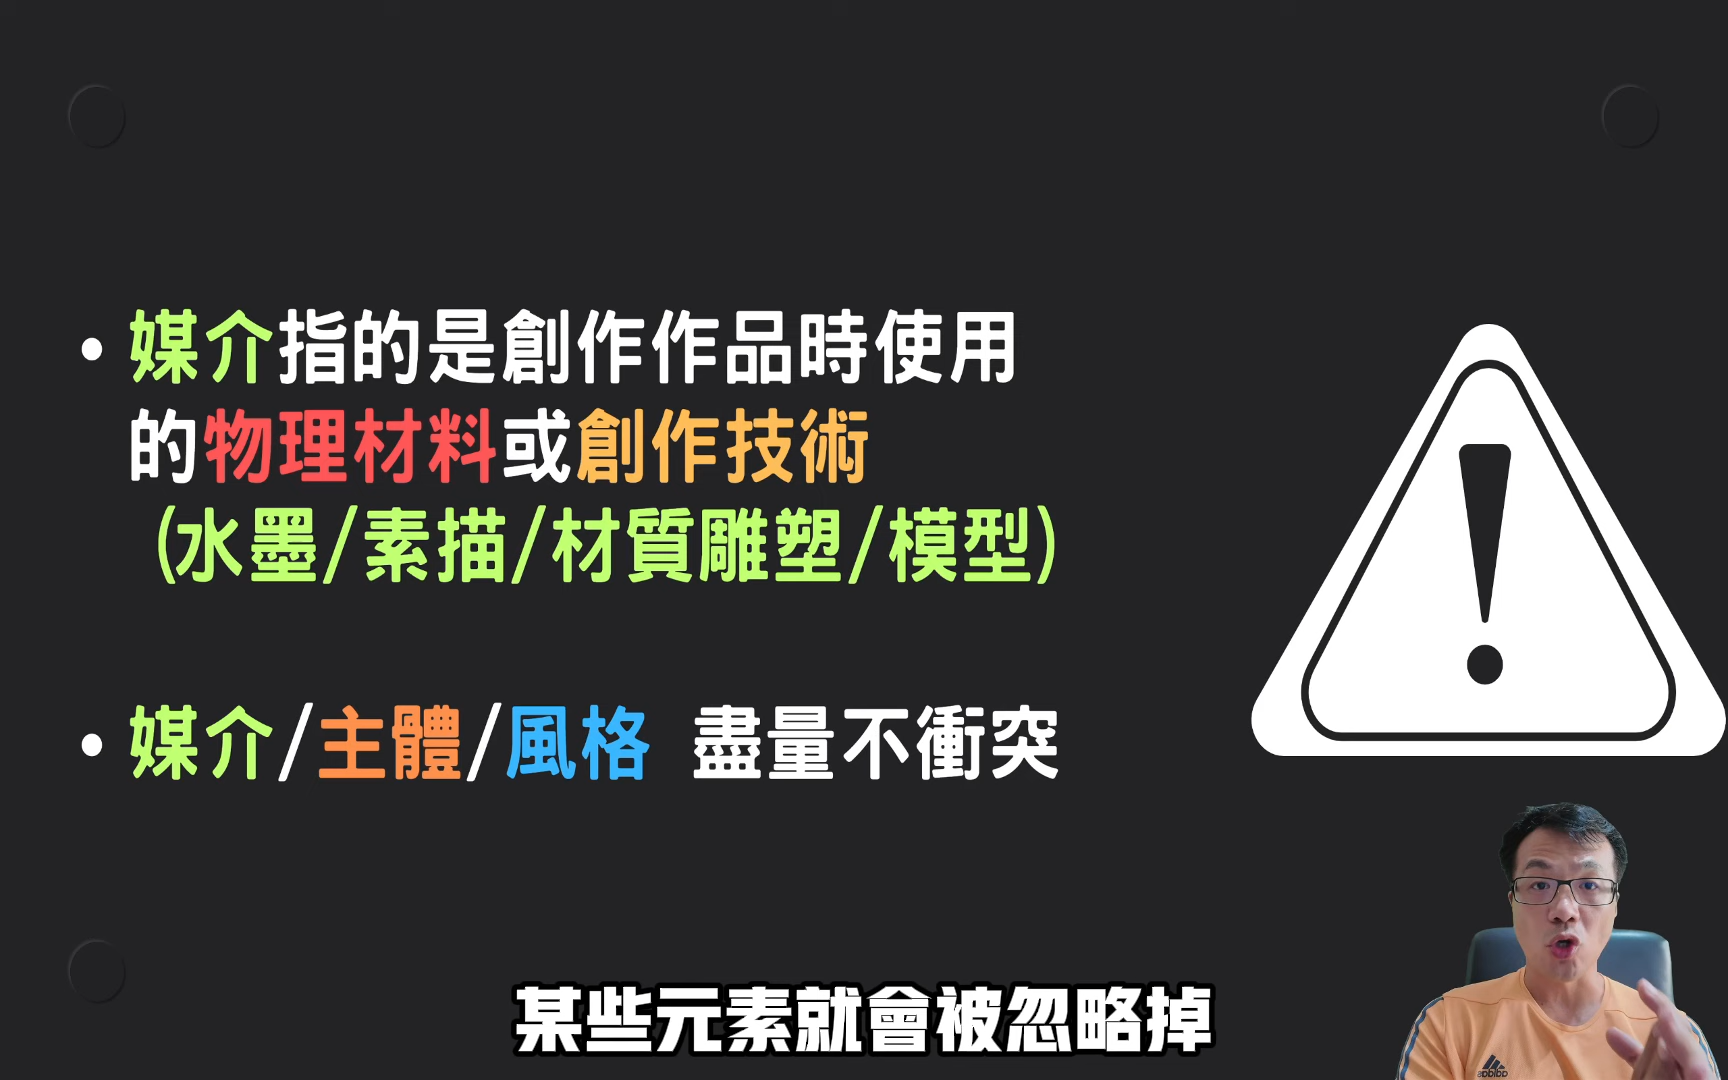 • 媒介指的是創作作品時使用
的物理材料或創作技術
(水墨/素描/材質雕塑/模型)
• 媒介/主體/風格 盡量不衝突
某些元素就會被忽略掉
adidas